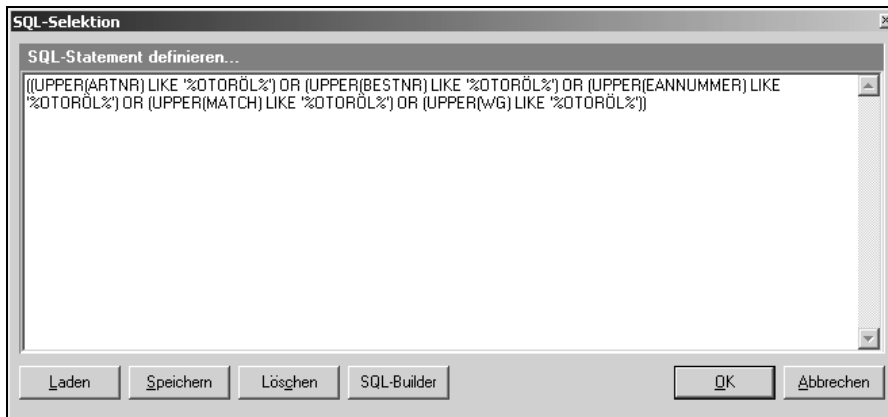 SQL-Selektion
SQL-Statement definieren...
((UPPER(ARTNR) LIKE '%OTORÖL%') OR (UPPER(BESTNR) LIKE '%OTORÖL%') OR (UPPER(EANNUMMER) LIKE
'%OTORÖL%') OR (UPPER(MATCH) LIKE '%OTORÖL%') OR (UPPER(WG) LIKE '%OTORÖL%'))
Laden Speichern Löschen SQL-Builder OK Abbrechen